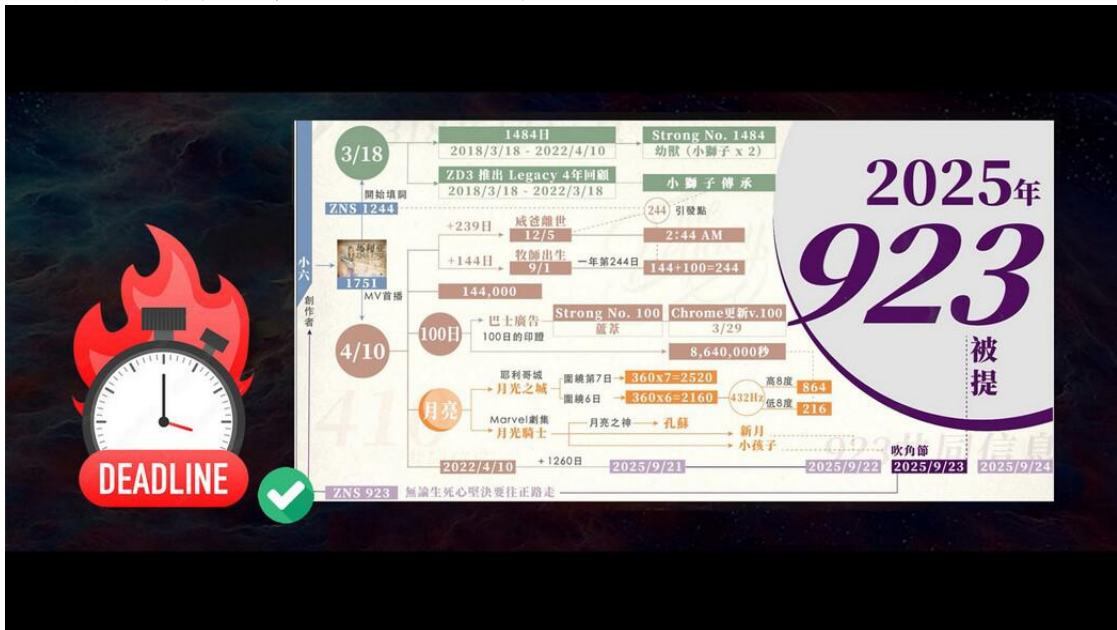 3/18
1484日
2018/3/18 - 2022/4/10
Strong No. 1484
幼獸（小獅子 x 2）
ZD3 推出 Legacy 4年回顧
2018/3/18 - 2022/3/18
小獅子傳承
開始填詞
ZNS 1244
244 引發點
+239日
威爸離世
12/5
2:44 AM
+144日
牧師出生
9/1
一年第244日
144+100=244
小六
創作者
1751
MV首播
144,000
4/10
100日
巴士廣告
100日的印證
Strong No. 100
蘆葦
Chrome更新v.100
3/29
8,640,000秒
月亮
耶利哥城
月光之城
圍繞第7日
360x7=2520
圍繞6日
360x6=2160
432Hz
高8度 864
低8度 216
Marvel劇集
月光騎士
月亮之神
孔蘇
新月
小孩子
2022/4/10
+1260日
2025/9/21
2025/9/22
吹角節
2025/9/23
2025/9/24
ZNS 923 無論生死心堅決要往正路走
2025年
923
被提
DEADLINE